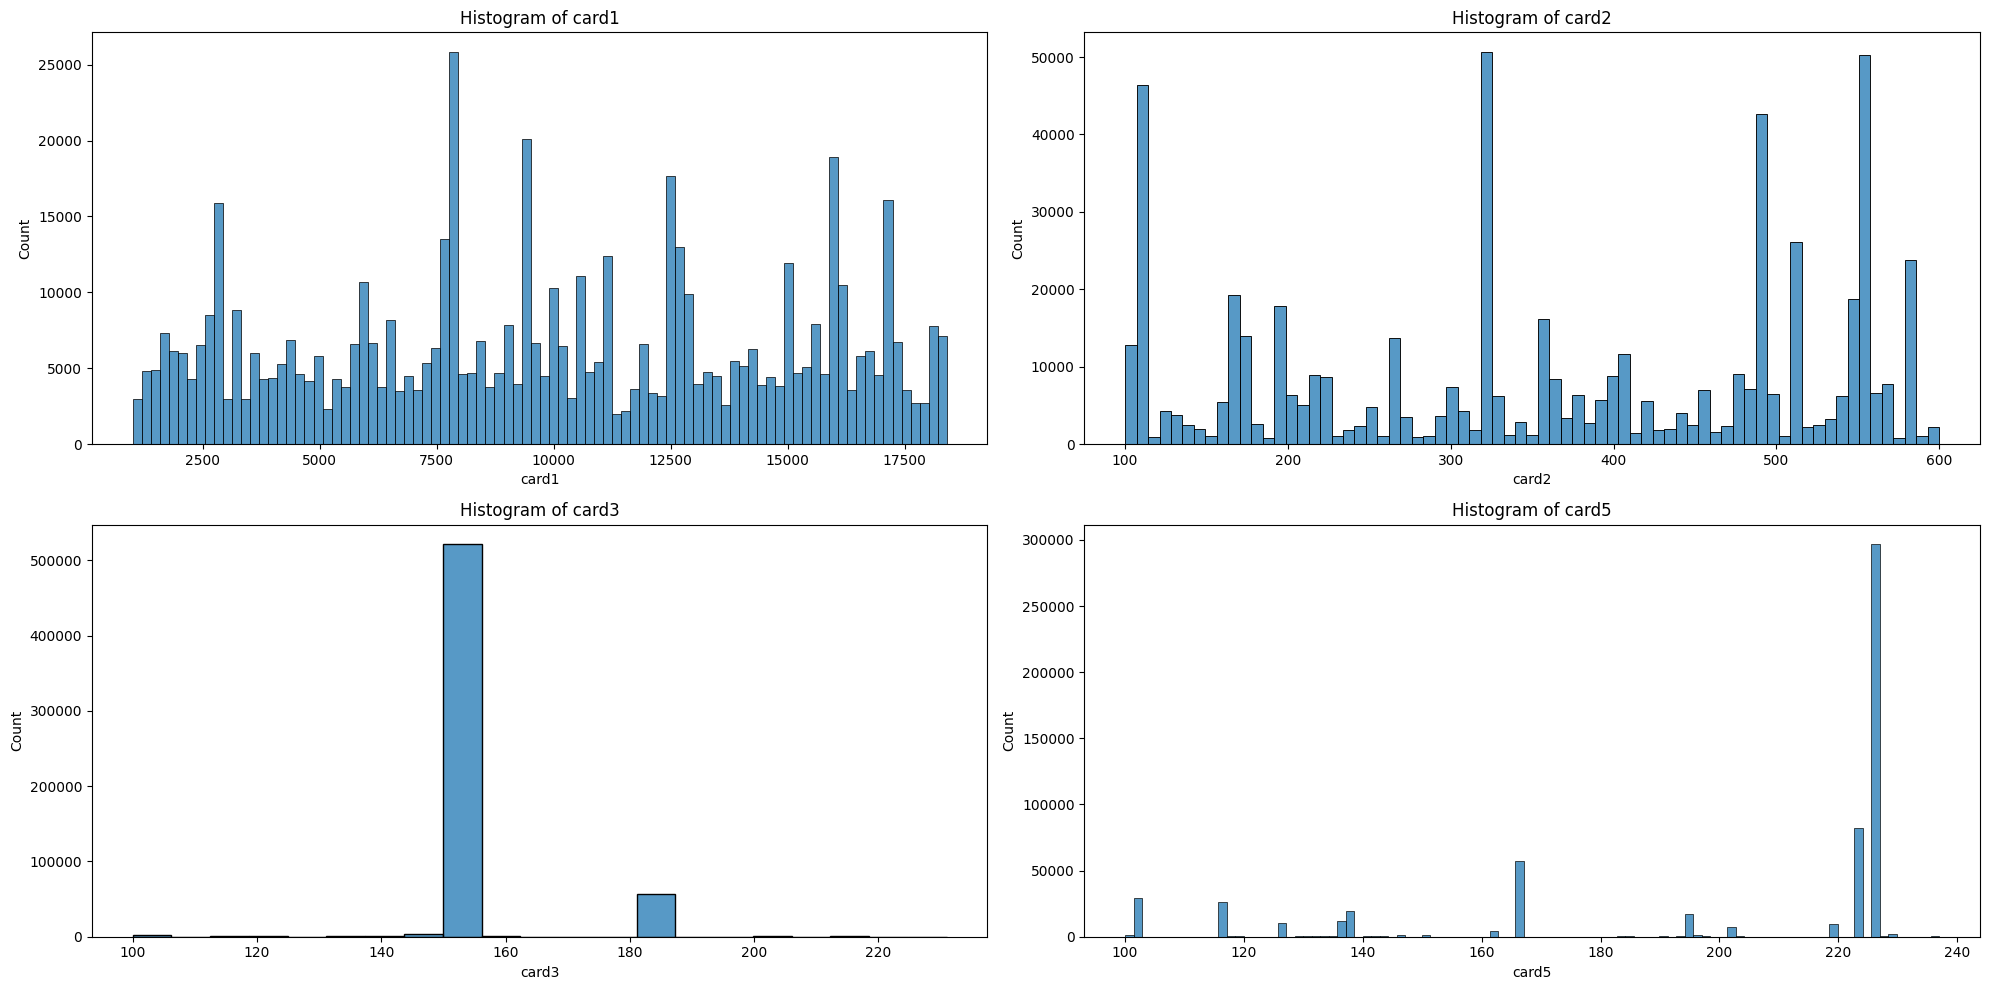 Histogram of card1
25000
20000
15000
10000
5000
0
Count
2500 5000 7500 10000 12500 15000 17500
card1
Histogram of card2
50000
40000
30000
20000
10000
0
Count
100 200 300 400 500 600
card2
Histogram of card3
500000
400000
300000
200000
100000
0
Count
100 120 140 160 180 200 220
card3
Histogram of card5
300000
250000
200000
150000
100000
50000
0
Count
100 120 140 160 180 200 220 240
card5